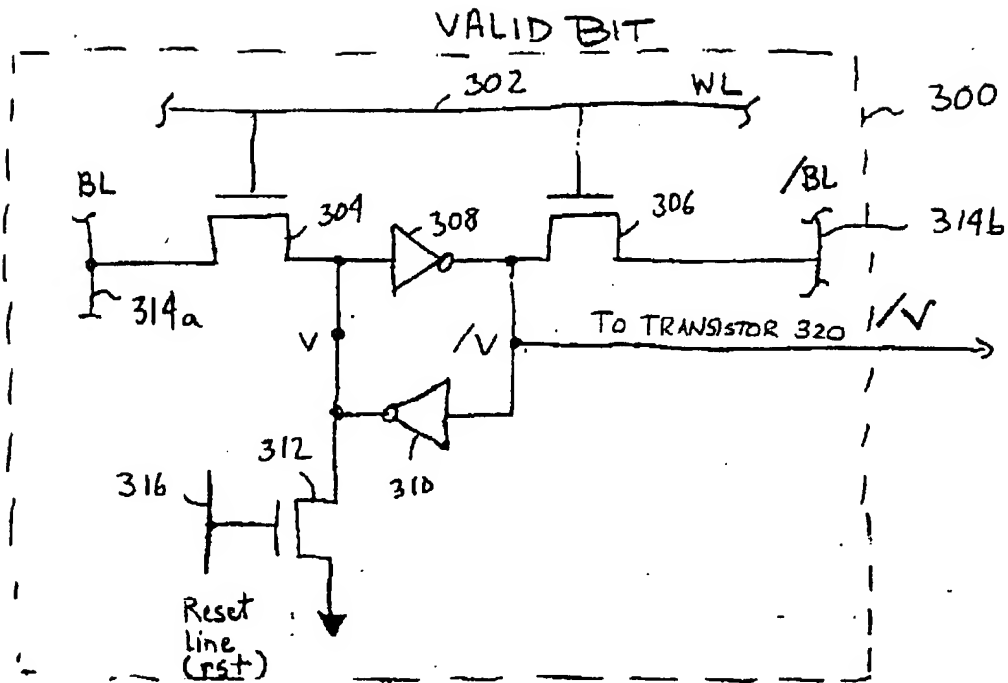 VALID BIT
302
WL
300
BL
/BL
304
308
306
314b
314a
V
/V
TO TRANSISTOR 320
/V
312
316
310
Reset
line
(rst)